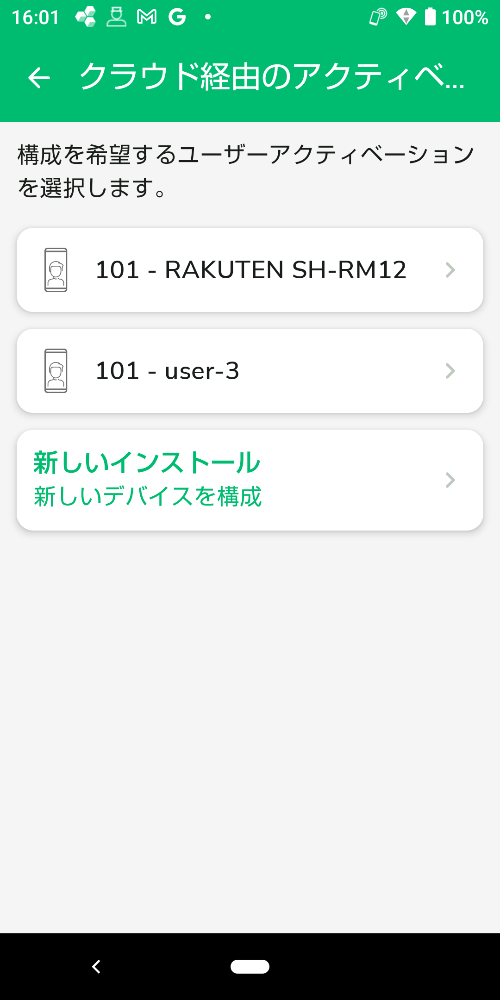 16:01
100%
クラウド経由のアクティベ...
構成を希望するユーザーアクティベーション
を選択します。
101 - RAKUTEN SH-RM12
101 - user-3
新しいインストール
新しいデバイスを構成